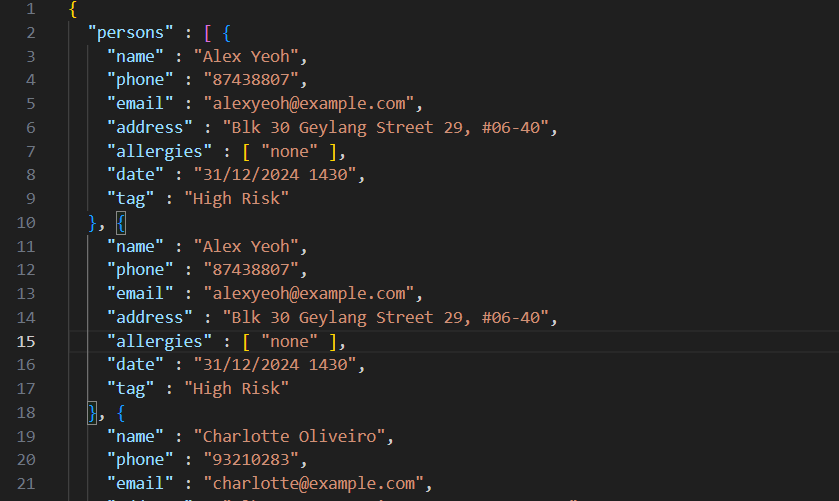 1 {
2 "persons" : [ {
3 "name" : "Alex Yeoh",
4 "phone" : "87438807",
5 "email" : "alexyeoh@example.com",
6 "address" : "Blk 30 Geylang Street 29, #06-40",
7 "allergies" : [ "none" ],
8 "date" : "31/12/2024 1430",
9 "tag" : "High Risk"
10 }, {
11 "name" : "Alex Yeoh",
12 "phone" : "87438807",
13 "email" : "alexyeoh@example.com",
14 "address" : "Blk 30 Geylang Street 29, #06-40",
15 "allergies" : [ "none" ],
16 "date" : "31/12/2024 1430",
17 "tag" : "High Risk"
18 }, {
19 "name" : "Charlotte Oliveiro",
20 "phone" : "93210283",
21 "email" : "charlotte@example.com",